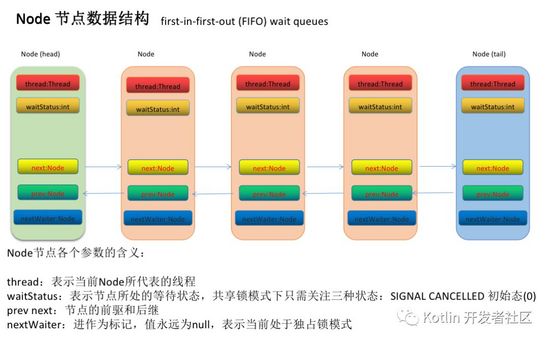 Node 节点数据结构 first-in-first-out (FIFO) wait queues
Node (head) Node Node Node Node (tail)
thread:Thread thread:Thread thread:Thread thread:Thread thread:Thread
waitStatus:int waitStatus:int waitStatus:int waitStatus:int waitStatus:int
next:Node next:Node next:Node next:Node next:Node
prev:Node prev:Node prev:Node prev:Node prev:Node
nextWaiter:Node nextWaiter:Node nextWaiter:Node nextWaiter:Node nextWaiter:Node
Node节点各个参数的含义：
thread：表示当前Node所代表的线程
waitStatus：表示节点所处的等待状态，共享锁模式下只需关注三种状态：SIGNAL CANCELLED 初始态(0)
prev next：节点的前驱和后继
nextWaiter：进作为标记，值永远为null，表示当前处于独占锁模式
Kotlin 开发者社区